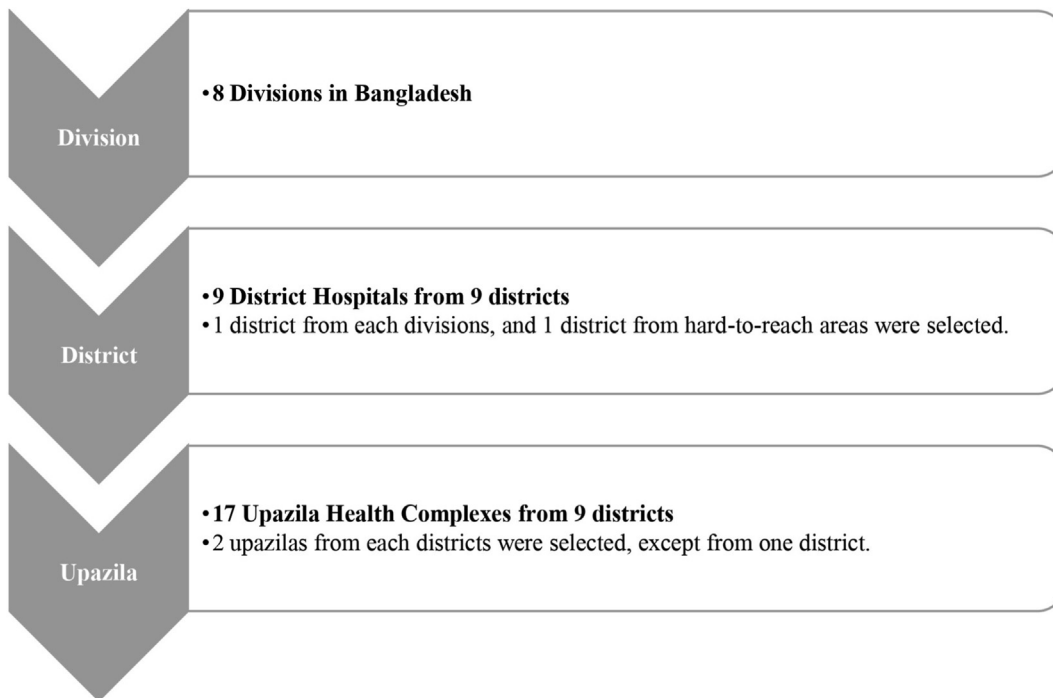 Division
•8 Divisions in Bangladesh
District
•9 District Hospitals from 9 districts
•1 district from each divisions, and 1 district from hard-to-reach areas were selected.
Upazila
•17 Upazila Health Complexes from 9 districts
•2 upazilas from each districts were selected, except from one district.